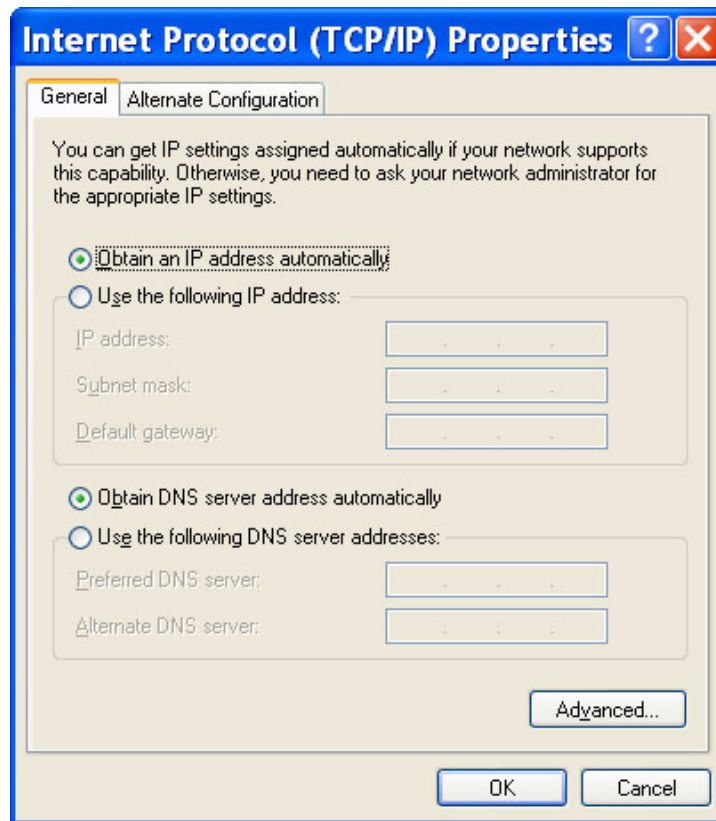 Internet Protocol (TCP/IP) Properties ?
General Alternate Configuration
You can get IP settings assigned automatically if your network supports
this capability. Otherwise, you need to ask your network administrator for
the appropriate IP settings.
Obtain an IP address automatically
Use the following IP address:
IP address:
Subnet mask:
Default gateway:
Obtain DNS server address automatically
Use the following DNS server addresses:
Preferred DNS server:
Alternate DNS server:
Advanced...
OK Cancel